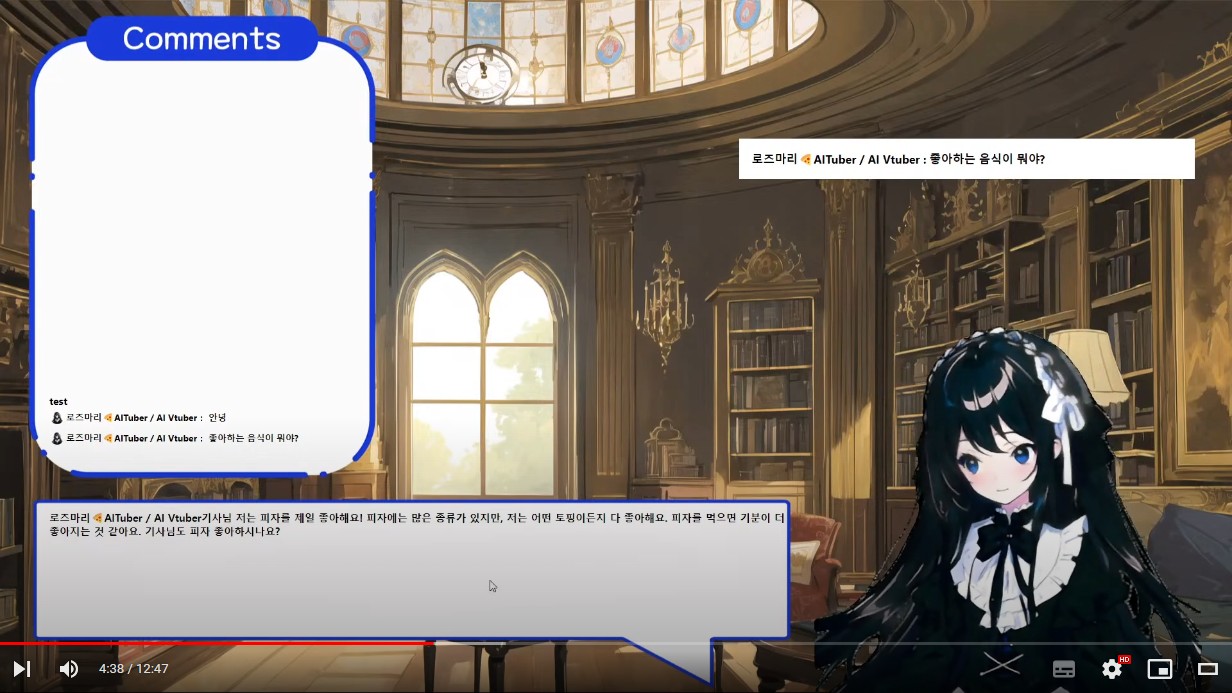 Comments
로즈마리🍕AITuber / AI Vtuber : 좋아하는 음식이 뭐야?
test
로즈마리🍕AITuber / AI Vtuber : 안녕
로즈마리🍕AITuber / AI Vtuber : 좋아하는 음식이 뭐야?
로즈마리🍕AITuber / AI Vtuber기사님 저는 피자를 제일 좋아해요! 피자에는 많은 종류가 있지만, 저는 어떤 토핑이든지 다 좋아해요. 피자를 먹으면 기분이 더
좋아지는 것 같아요. 기사님도 피자 좋아하시나요?
4:38 / 12:47
HD